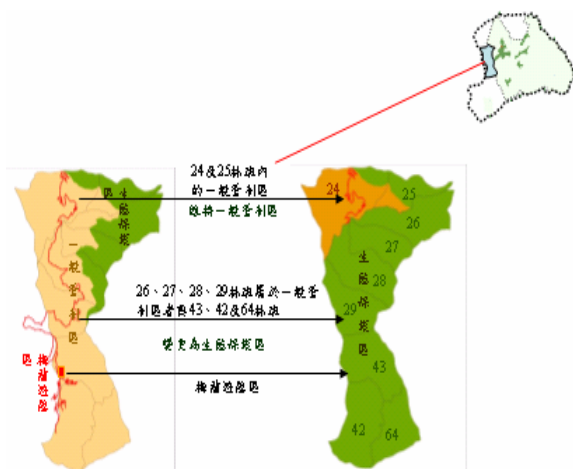 24及25林班內
的一般管制區
維持一般管制區
生態保護區
一般管制區
26、27、28、29林班屬於一般管
制區者與43、42及64林班
變更為生態保護區
梅蘭遊憩區
梅蘭遊憩區
24
25
26
27
28
29
生態保護區
43
42
64